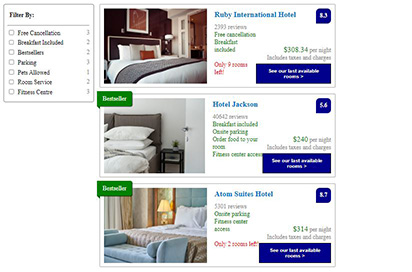 Filter By:
Free Cancellation 3
Breakfast Included 2
Bestsellers 2
Parking 3
Pets Allowed 1
Room Service 2
Fitness Centre 3
Ruby International Hotel 8.3
2393 reviews
Free cancellation
Breakfast
included
$308.34 per night
Includes taxes and charges
Only 9 rooms
left!
See our last available
rooms >
Bestseller
Hotel Jackson 5.6
40642 reviews
Breakfast included
Onsite parking
Order food to your
room
Fitness center access
$240 per night
Includes taxes and charges
See our last available
rooms >
Bestseller
Atom Suites Hotel 8.7
5301 reviews
Onsite parking
Fitness center
access
$314 per night
Includes taxes and charges
Only 2 rooms left!
See our last available
rooms >